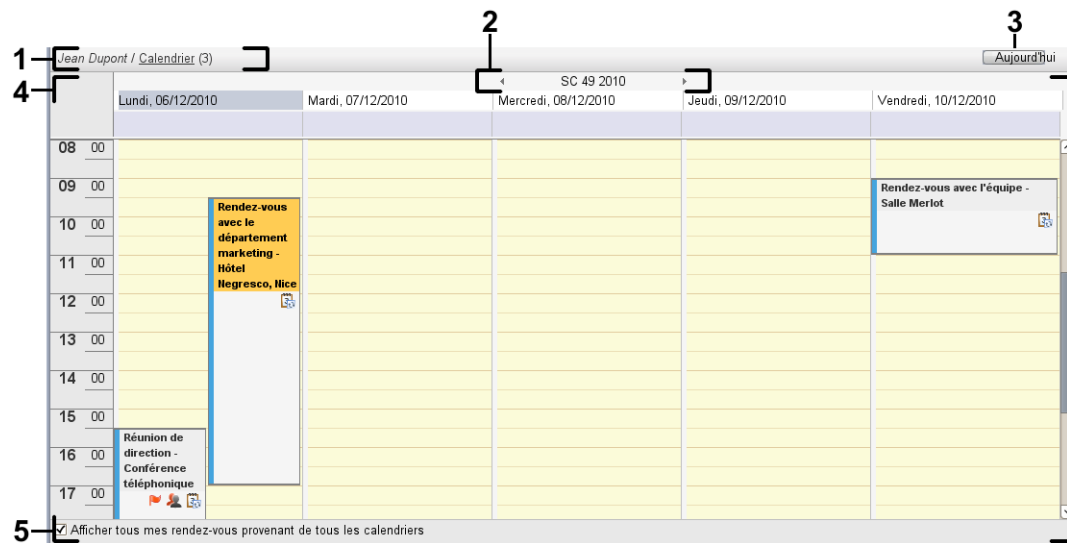 2
3
1
Jean Dupont / Calendrier (3)
Aujourd'hui
4
SC 49 2010
Lundi, 06/12/2010
Mardi, 07/12/2010
Mercredi, 08/12/2010
Jeudi, 09/12/2010
Vendredi, 10/12/2010
08 00
09 00
10 00
11 00
12 00
13 00
14 00
15 00
16 00
17 00
Rendez-vous
avec le
département
marketing -
Hôtel
Negresco, Nice
Réunion de
direction -
Conférence
téléphonique
Rendez-vous avec l'équipe -
Salle Merlot
5
Afficher tous mes rendez-vous provenant de tous les calendriers